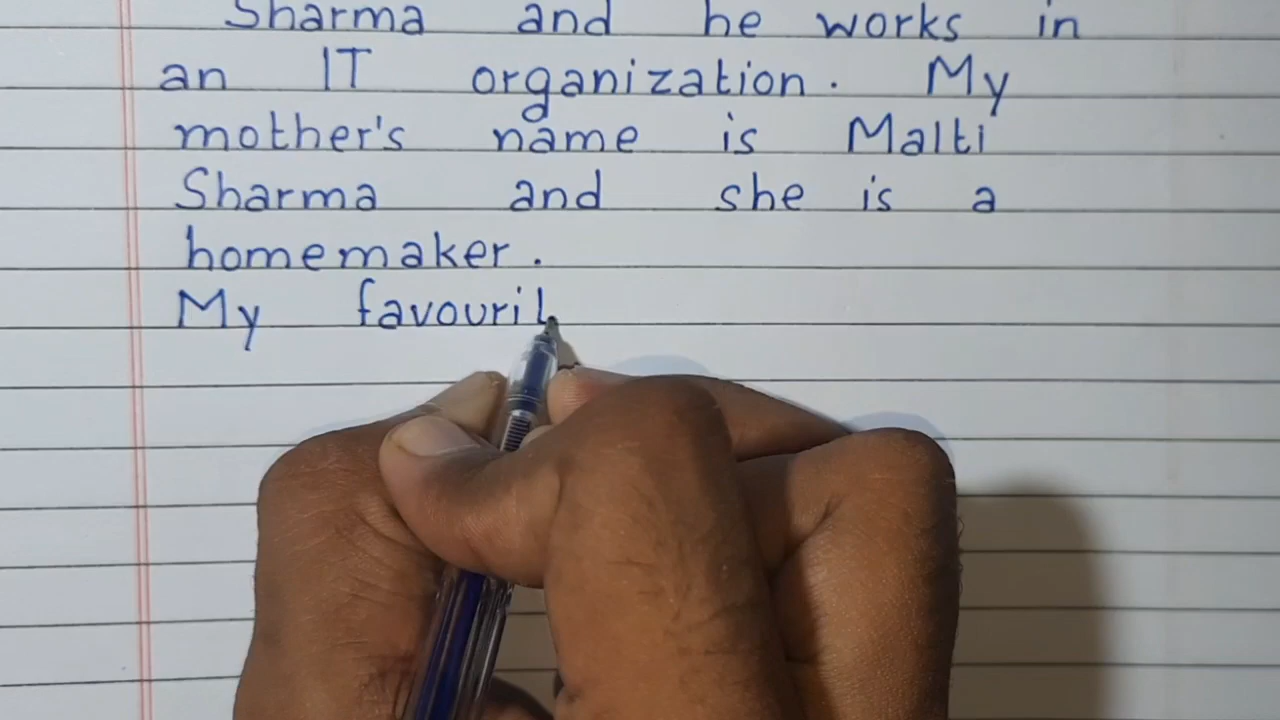 Sharma and he works in
an IT organization. My
mother's name is Malti
Sharma and she is a
homemaker.
My favouril